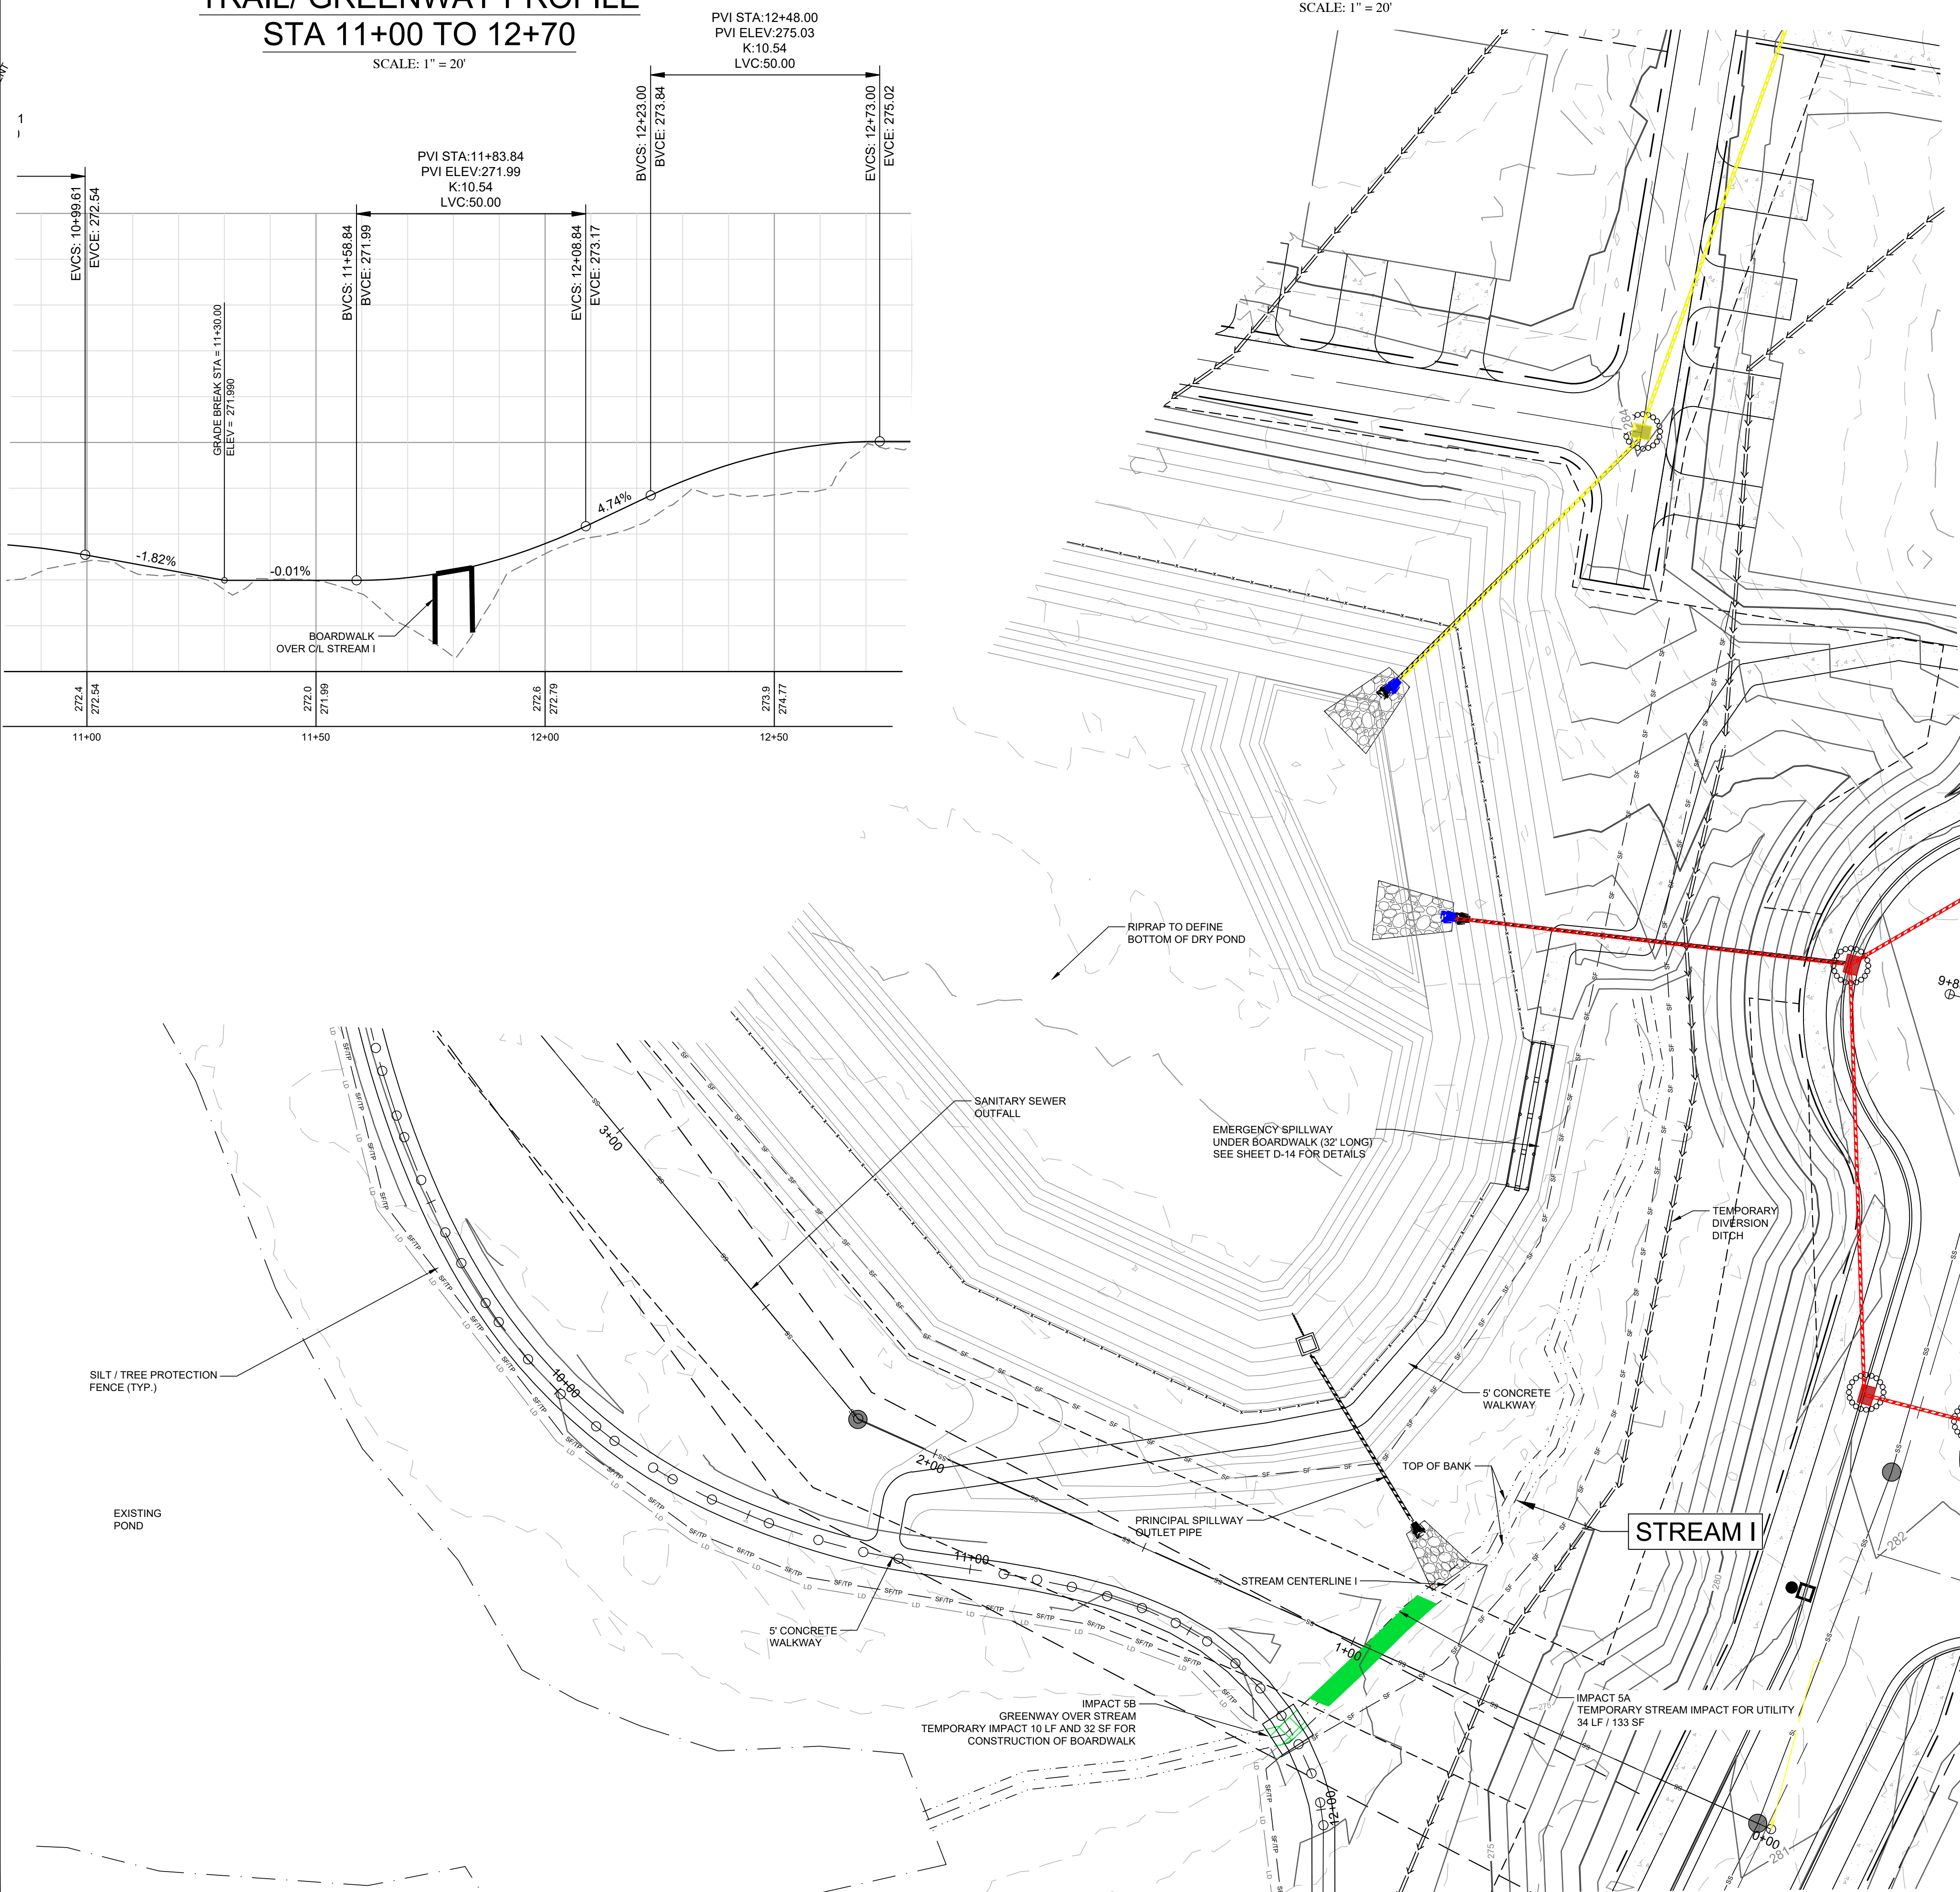 TRAIL/ GREENWAY PROFILE
STA 11+00 TO 12+70
SCALE: 1" = 20'
SCALE: 1" = 20'
PVI STA:12+48.00
PVI ELEV:275.03
K:10.54
LVC:50.00
BVCS: 12+23.00
BVCE: 273.84
EVCS: 12+73.00
EVCE: 275.02
PVI STA:11+83.84
PVI ELEV:271.99
K:10.54
LVC:50.00
EVCS: 10+99.61
EVCE: 272.54
BVCS: 11+58.84
BVCE: 271.99
EVCS: 12+08.84
EVCE: 273.17
GRADE BREAK STA = 11+30.00
ELEV = 271.990
-1.82%
-0.01%
4.74%
BOARDWALK
OVER C/L STREAM I
272.4
272.54
272.0
271.99
272.6
272.79
273.9
274.77
11+00
11+50
12+00
12+50
284
RIPRAP TO DEFINE
BOTTOM OF DRY POND
9+8
SANITARY SEWER
OUTFALL
3+00
EMERGENCY SPILLWAY
UNDER BOARDWALK (32' LONG)
SEE SHEET D-14 FOR DETAILS
TEMPORARY
DIVERSION
DITCH
SILT / TREE PROTECTION
FENCE (TYP.)
10+00
5' CONCRETE
WALKWAY
2+00
TOP OF BANK
EXISTING
POND
PRINCIPAL SPILLWAY
OUTLET PIPE
STREAM I
282
11+00
STREAM CENTERLINE I
280
5' CONCRETE
WALKWAY
1+00
IMPACT 5B
GREENWAY OVER STREAM
TEMPORARY IMPACT 10 LF AND 32 SF FOR
CONSTRUCTION OF BOARDWALK
275
IMPACT 5A
TEMPORARY STREAM IMPACT FOR UTILITY
34 LF / 133 SF
12+00
0+00
275
281